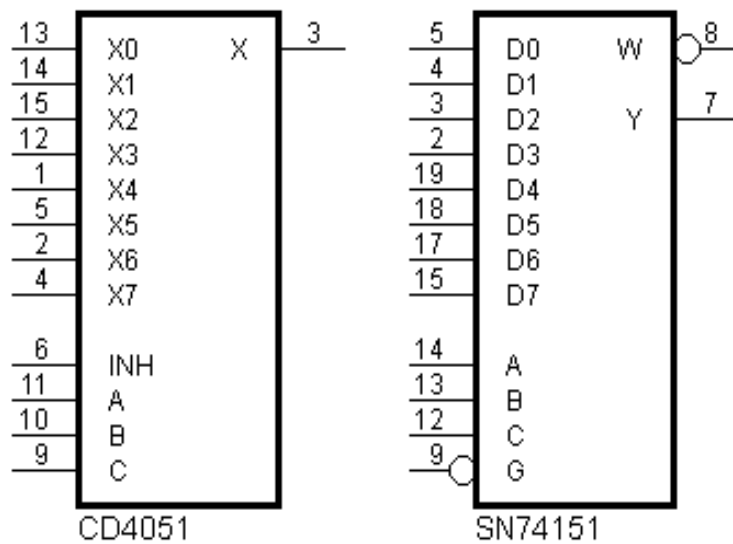 13 X0 X 3
14 X1
15 X2
12 X3
1 X4
5 X5
2 X6
4 X7
6 INH
11 A
10 B
9 C
CD4051
5 D0 W 8
4 D1
3 D2 Y 7
2 D3
19 D4
18 D5
17 D6
15 D7
14 A
13 B
12 C
9 G
SN74151